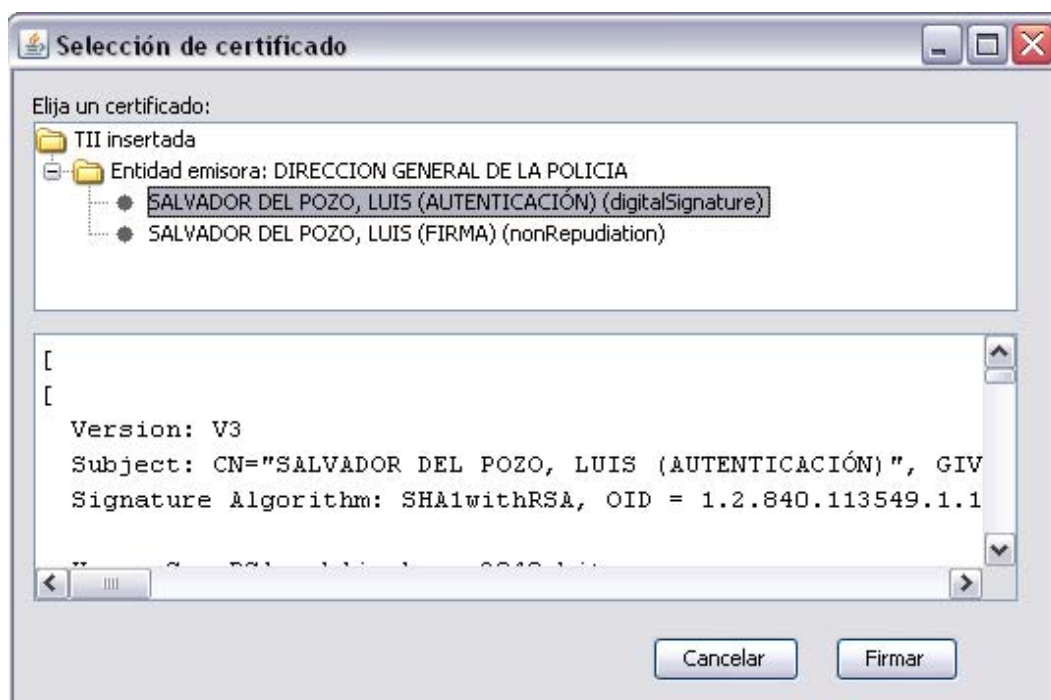 Selección de certificado
Elija un certificado:
TII insertada
Entidad emisora: DIRECCION GENERAL DE LA POLICIA
SALVADOR DEL POZO, LUIS (AUTENTICACIÓN) (digitalSignature)
SALVADOR DEL POZO, LUIS (FIRMA) (nonRepudiation)
[
[
Version: V3
Subject: CN="SALVADOR DEL POZO, LUIS (AUTENTICACIÓN)", GIV
Signature Algorithm: SHA1withRSA, OID = 1.2.840.113549.1.1
Cancelar Firmar